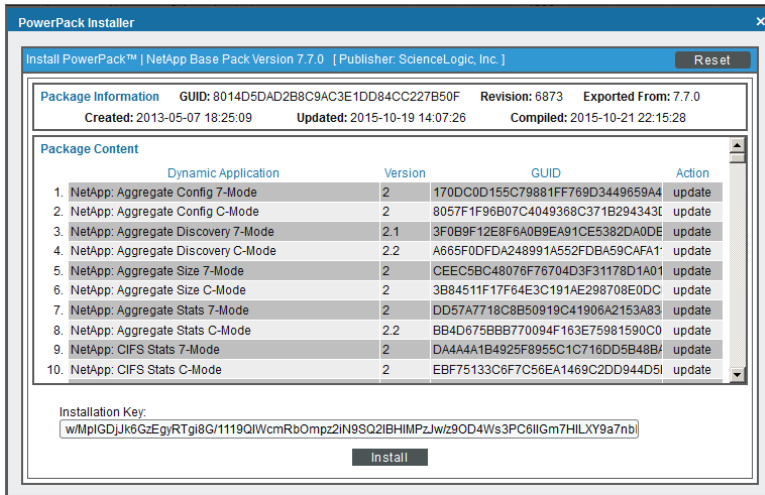 PowerPack Installer
Install PowerPack™ | NetApp Base Pack Version 7.7.0 [ Publisher: ScienceLogic, Inc. ] Reset
Package Information GUID: 8014D5DAD2B8C9AC3E1DD84CC227B50F Revision: 6873 Exported From: 7.7.0
Created: 2013-05-07 18:25:09 Updated: 2015-10-19 14:07:26 Compiled: 2015-10-21 22:15:28
Package Content
Dynamic Application Version GUID Action
1. NetApp: Aggregate Config 7-Mode 2 170DC0D155C79881FF769D3449659A4 update
2. NetApp: Aggregate Config C-Mode 2 8057F1F96B07C4049368C371B294343D update
3. NetApp: Aggregate Discovery 7-Mode 2.1 3F0B9F12E8F6A0B9EA91CE5382DA0DE update
4. NetApp: Aggregate Discovery C-Mode 2.2 A665F0DFDA248991A552FDBA59CAFA1 update
5. NetApp: Aggregate Size 7-Mode 2 CEEC5BC48076F76704D3F31178D1A01 update
6. NetApp: Aggregate Size C-Mode 2 3B84511F17F64E3C191AE298708E0DC update
7. NetApp: Aggregate Stats 7-Mode 2 DD57A7718C8B50919C41906A2153A83 update
8. NetApp: Aggregate Stats C-Mode 2.2 BB4D675BBB770094F163E75981590C0 update
9. NetApp: CIFS Stats 7-Mode 2 DA4A4A1B4925F8955C1C716DD5B48B update
10. NetApp: CIFS Stats C-Mode 2 EBF75133C6F7C56EA1469C2DD944D5 update
Installation Key:
w/MpIGDjJk6GzEgyRTgi8G/1119QIWcmRbOmpz2iN9SQ2IBHIMPzJw/z9OD4Ws3PC6IIGm7HILXY9a7nb
Install